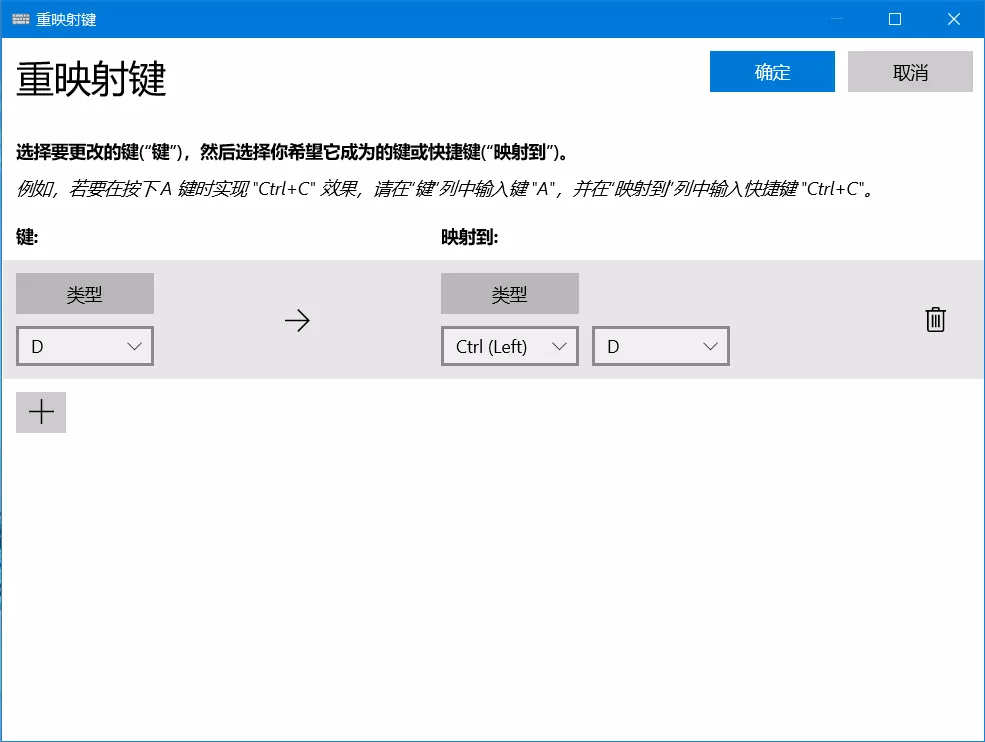 重映射键
重映射键
确定
取消
选择要更改的键(“键”)，然后选择你希望它成为的键或快捷键(“映射到”)。
例如，若要在按下 A 键时实现 "Ctrl+C" 效果，请在“键”列中输入键 "A"，并在“映射到”列中输入快捷键 "Ctrl+C"。
键:
映射到:
类型
类型
D
Ctrl (Left)
D